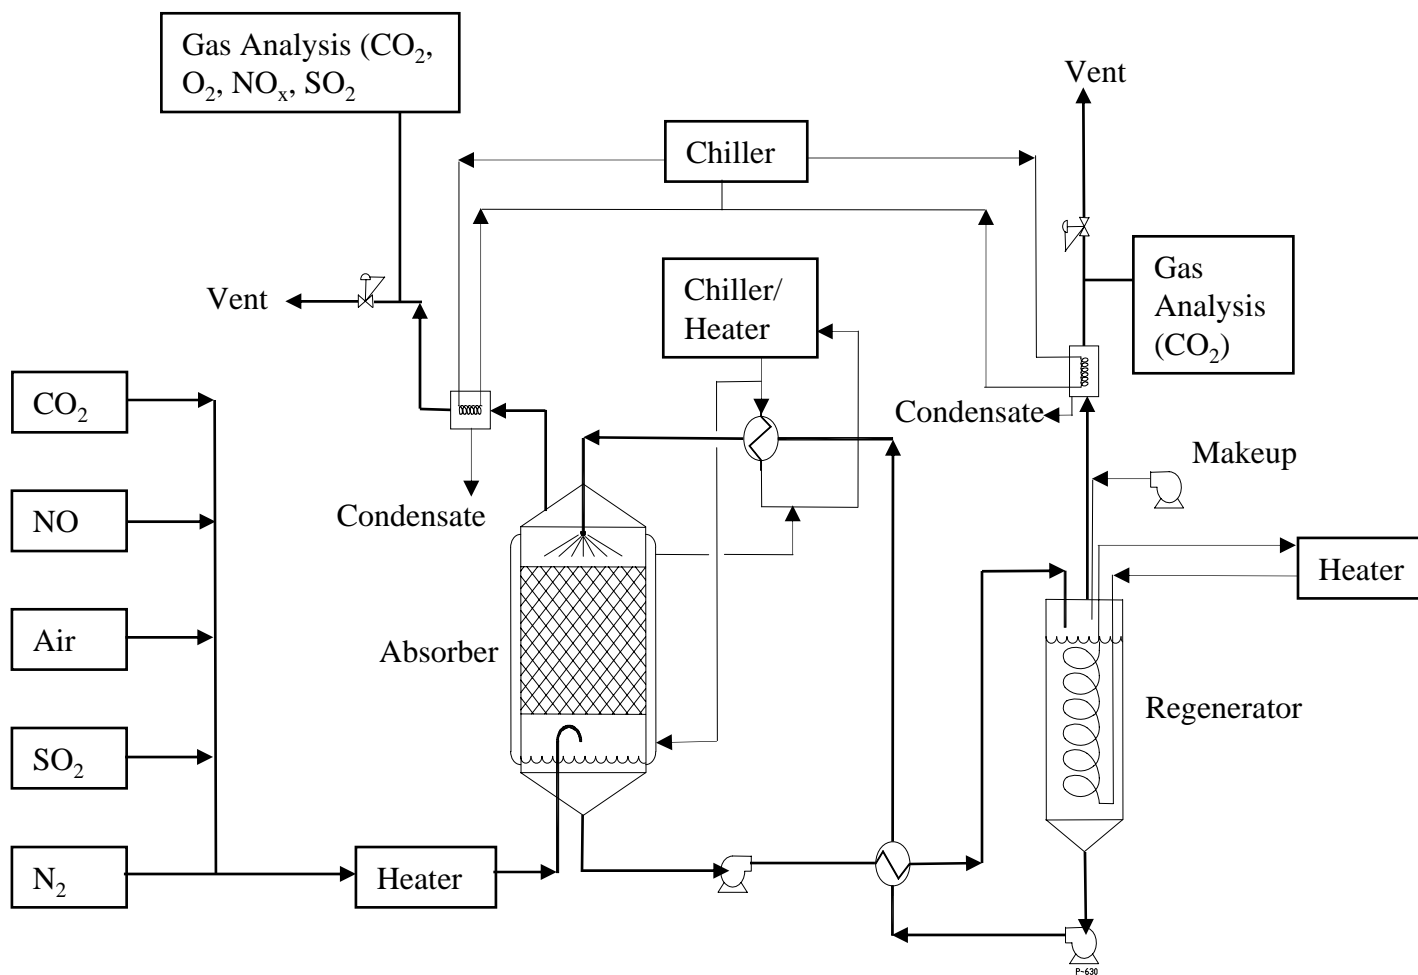 Gas Analysis (CO₂,
O₂, NOₓ, SO₂
Vent
Chiller
Vent
Chiller/
Heater
Gas
Analysis
(CO₂)
CO₂
Condensate
Makeup
NO
Condensate
Heater
Air
Absorber
Regenerator
SO₂
N₂
Heater
P-630